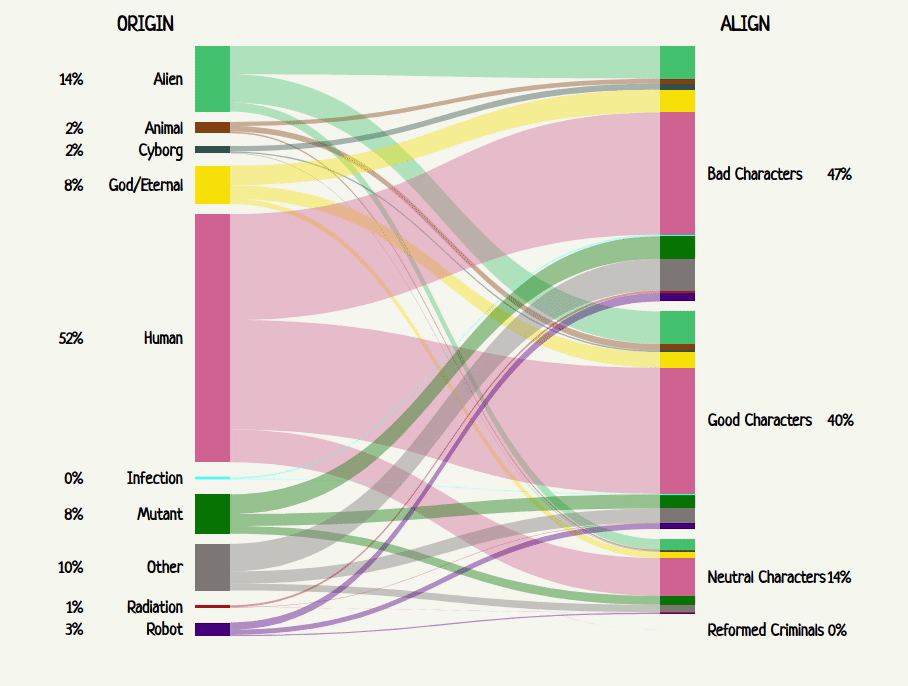 ORIGIN ALIGN
14% Alien
2% Animal
2% Cyborg
Bad Characters 47%
8% God/Eternal
52% Human
Good Characters 40%
0% Infection
8% Mutant
10% Other
Neutral Characters 14%
1% Radiation
3% Robot
Reformed Criminals 0%